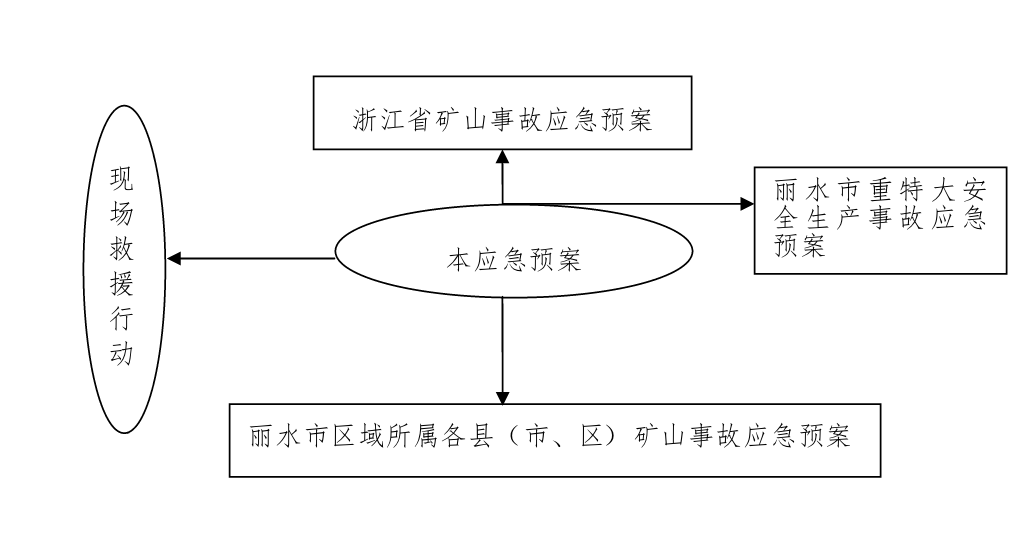 浙江省矿山事故应急预案
现场救援行动
丽水市重特大安
全生产事故应急
预案
本应急预案
丽水市区域所属各县（市、区）矿山事故应急预案